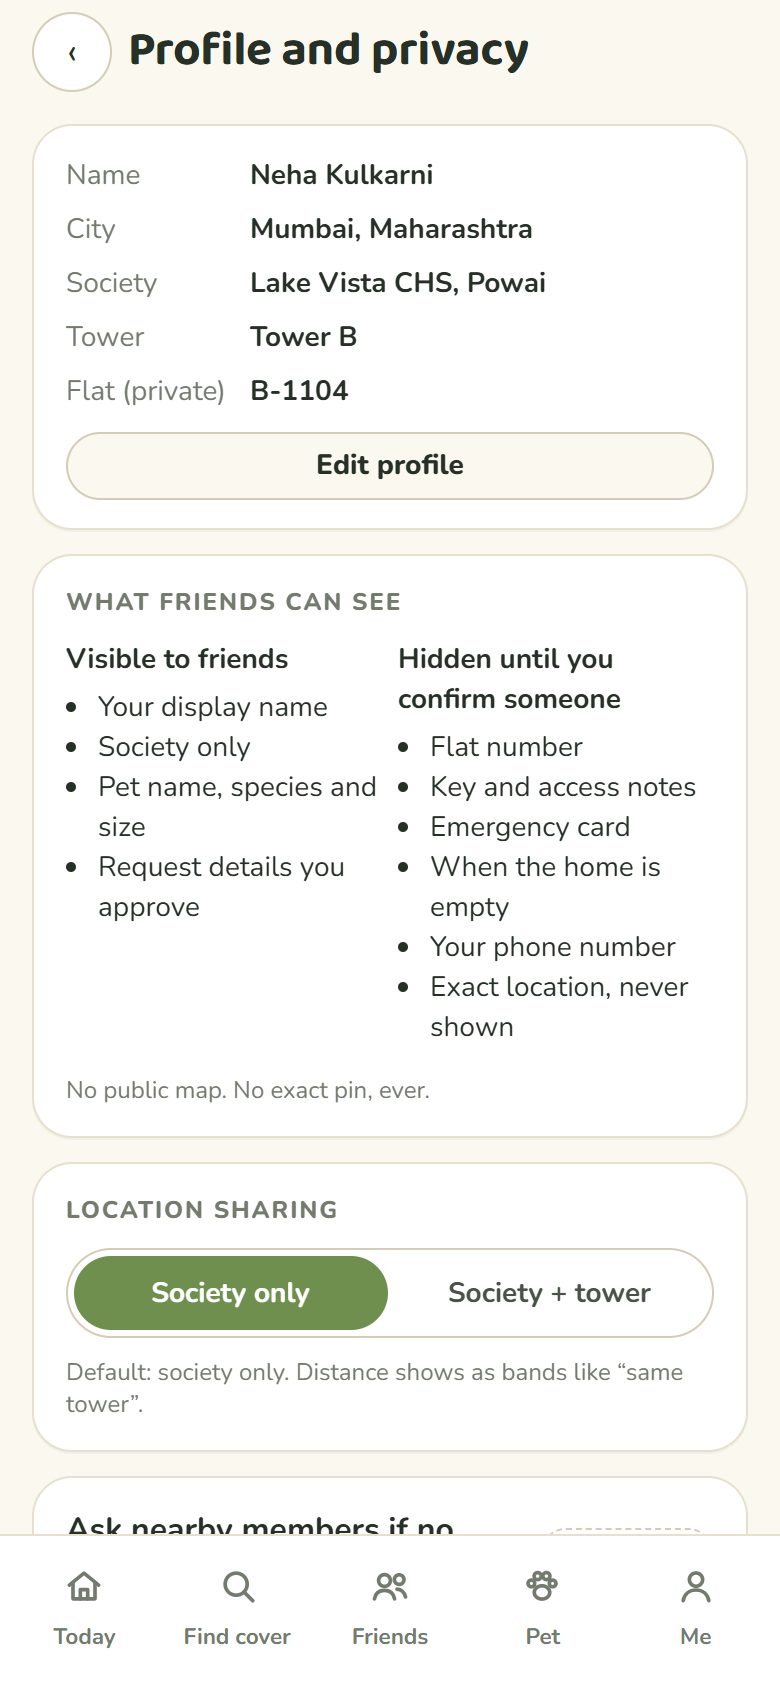 ‹ Profile and privacy
Name Neha Kulkarni
City Mumbai, Maharashtra
Society Lake Vista CHS, Powai
Tower Tower B
Flat (private) B-1104
Edit profile
WHAT FRIENDS CAN SEE
Visible to friends
• Your display name
• Society only
• Pet name, species and
size
• Request details you
approve
Hidden until you
confirm someone
• Flat number
• Key and access notes
• Emergency card
• When the home is
empty
• Your phone number
• Exact location, never
shown
No public map. No exact pin, ever.
LOCATION SHARING
Society only Society + tower
Default: society only. Distance shows as bands like “same
tower”.
Ask nearby members if no
Today Find cover Friends Pet Me